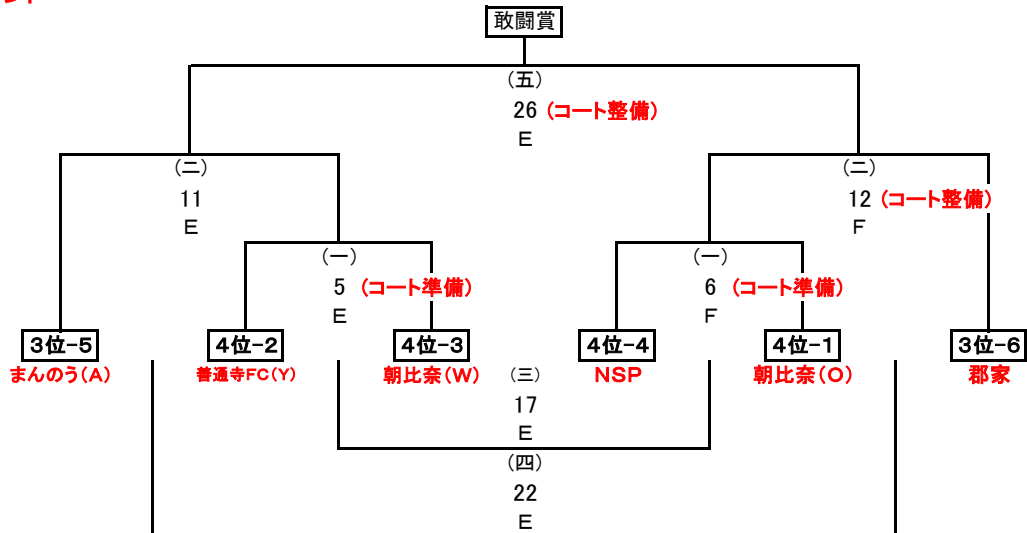 敢闘賞
(五)
26 (コート整備)
E
(二)
11
E
(二)
12 (コート整備)
F
(一)
5 (コート準備)
E
(一)
6 (コート準備)
F
3位-5
4位-2
4位-3
4位-4
4位-1
3位-6
まんのう(A)
善通寺FC(Y)
朝比奈(W)
(三)
NSP
朝比奈(O)
郡家
17
E
(四)
22
E